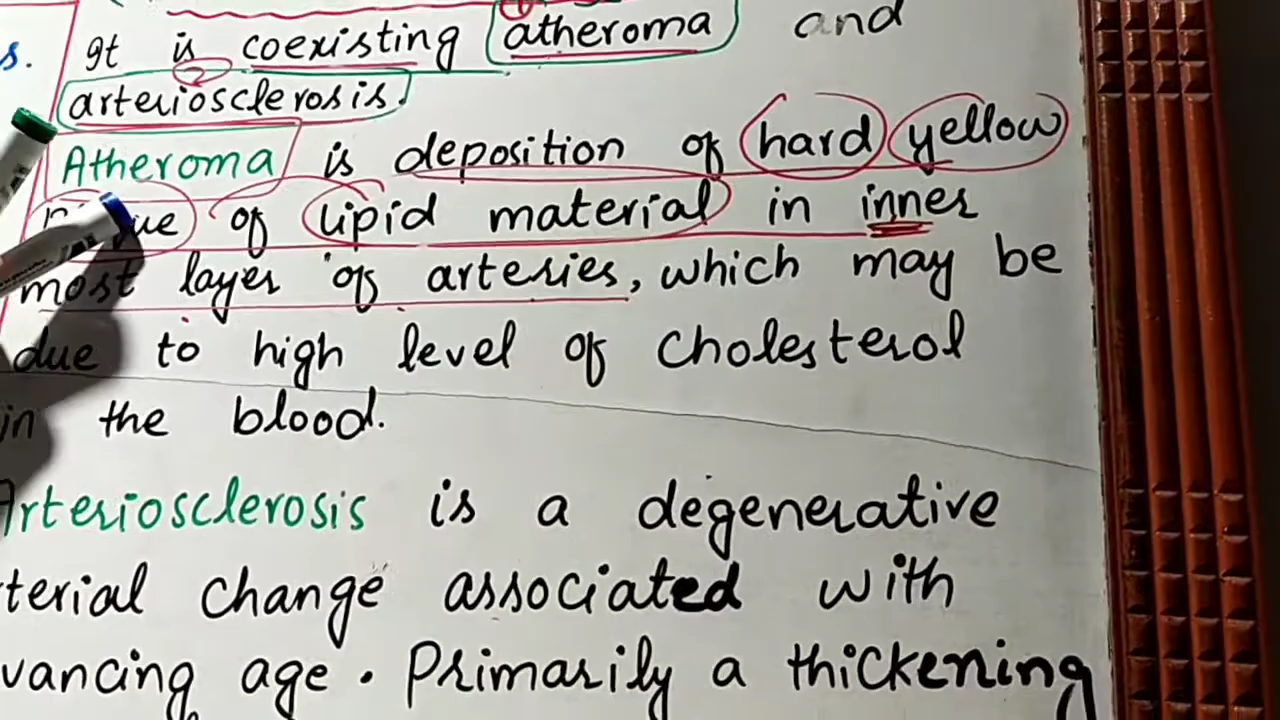 s. It is coexisting atheroma and
arteriosclerosis.
Atheroma is deposition of hard yellow
of lipid material in inner
most layer of arteries, which may be
due to high level of cholesterol
in the blood.
Arteriosclerosis is a degenerative
terial change associated with
vancing age. Primarily a thickening